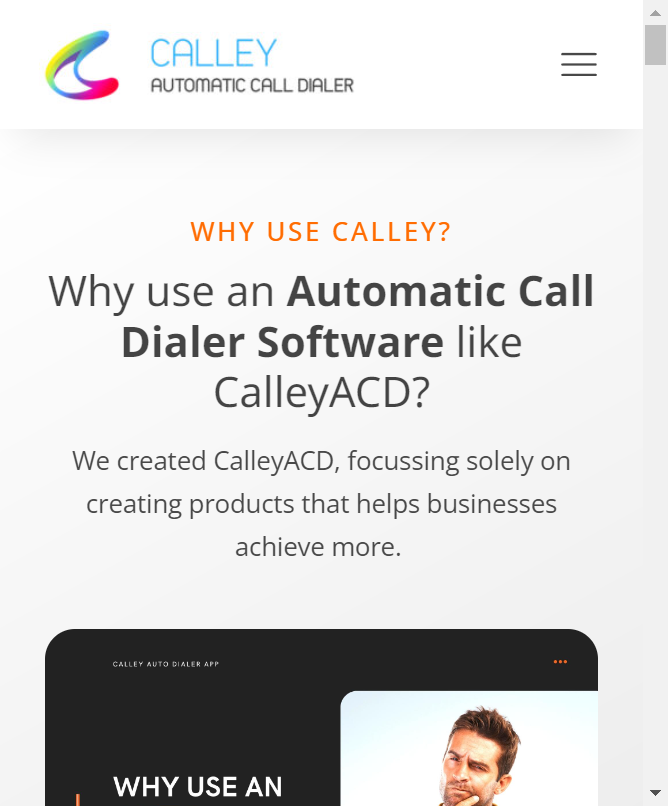 CALLEY
AUTOMATIC CALL DIALER
WHY USE CALLEY?
Why use an Automatic Call
Dialer Software like
CalleyACD?
We created CalleyACD, focussing solely on
creating products that helps businesses
achieve more.
CALLEY AUTO DIALER APP
WHY USE AN